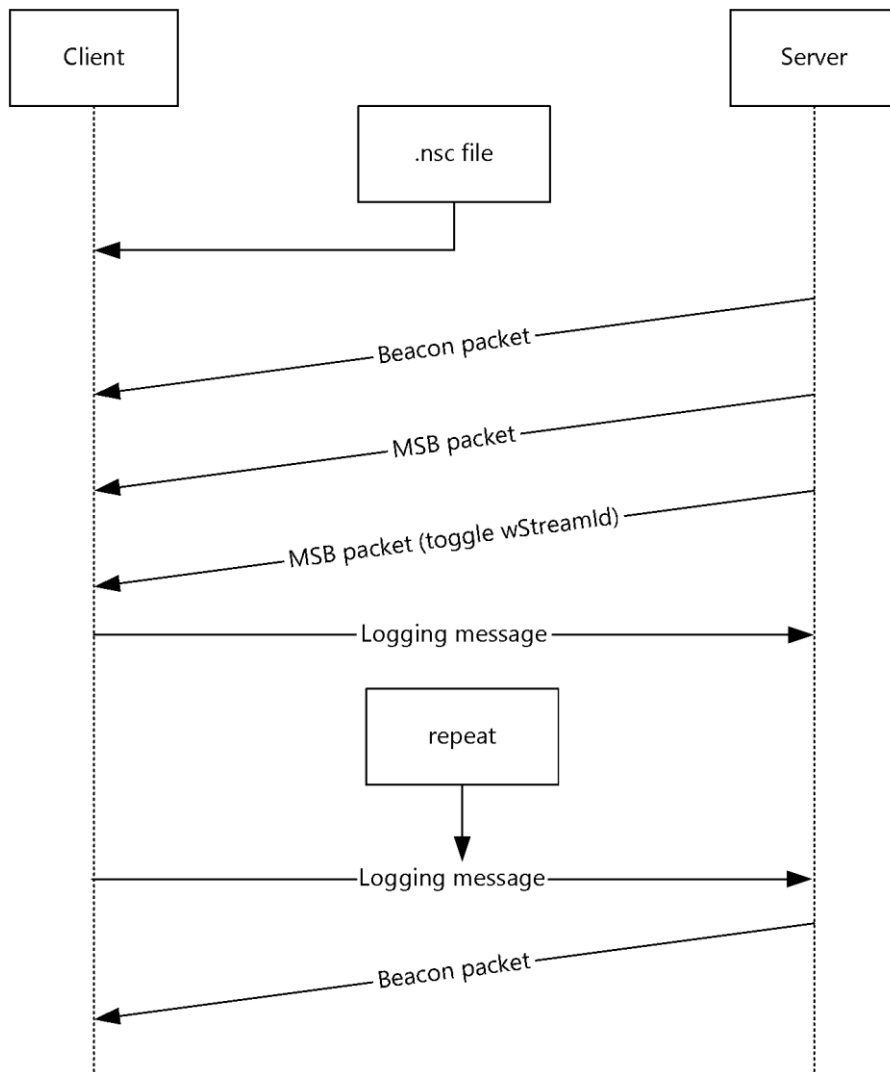 Client
Server
.nsc file
Beacon packet
MSB packet
MSB packet (toggle wStreamId)
Logging message
repeat
Logging message
Beacon packet